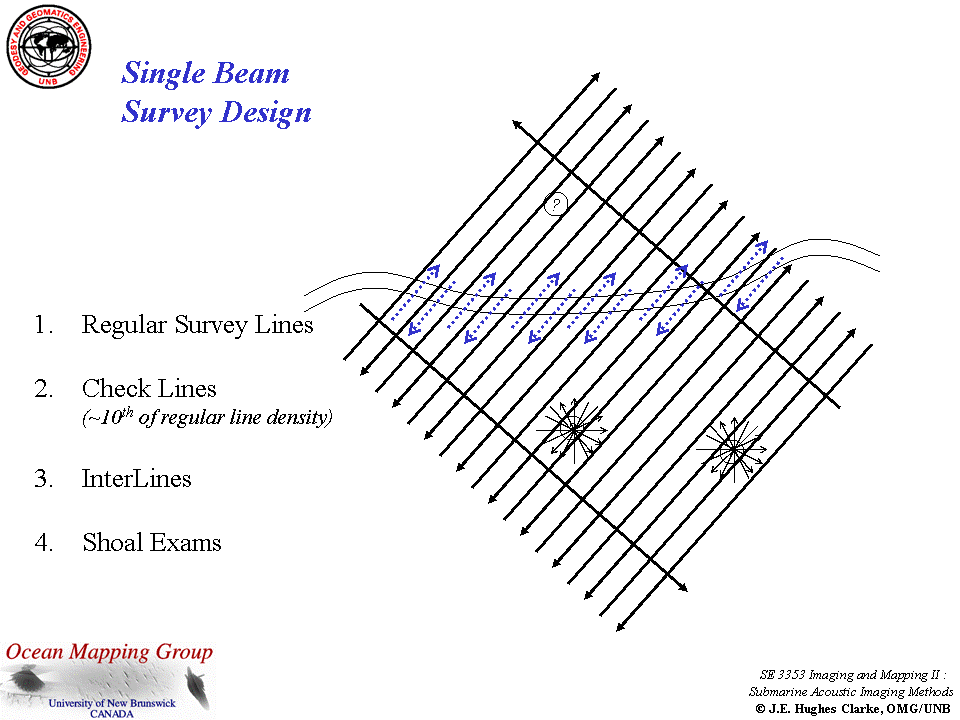 GEODESY AND GEOMATICS ENGINEERING
UNB
Single Beam
Survey Design
?
1. Regular Survey Lines
2. Check Lines
(~10th of regular line density)
3. InterLines
4. Shoal Exams
Ocean Mapping Group
University of New Brunswick
CANADA
SE 3353 Imaging and Mapping II :
Submarine Acoustic Imaging Methods
© J.E. Hughes Clarke, OMG/UNB